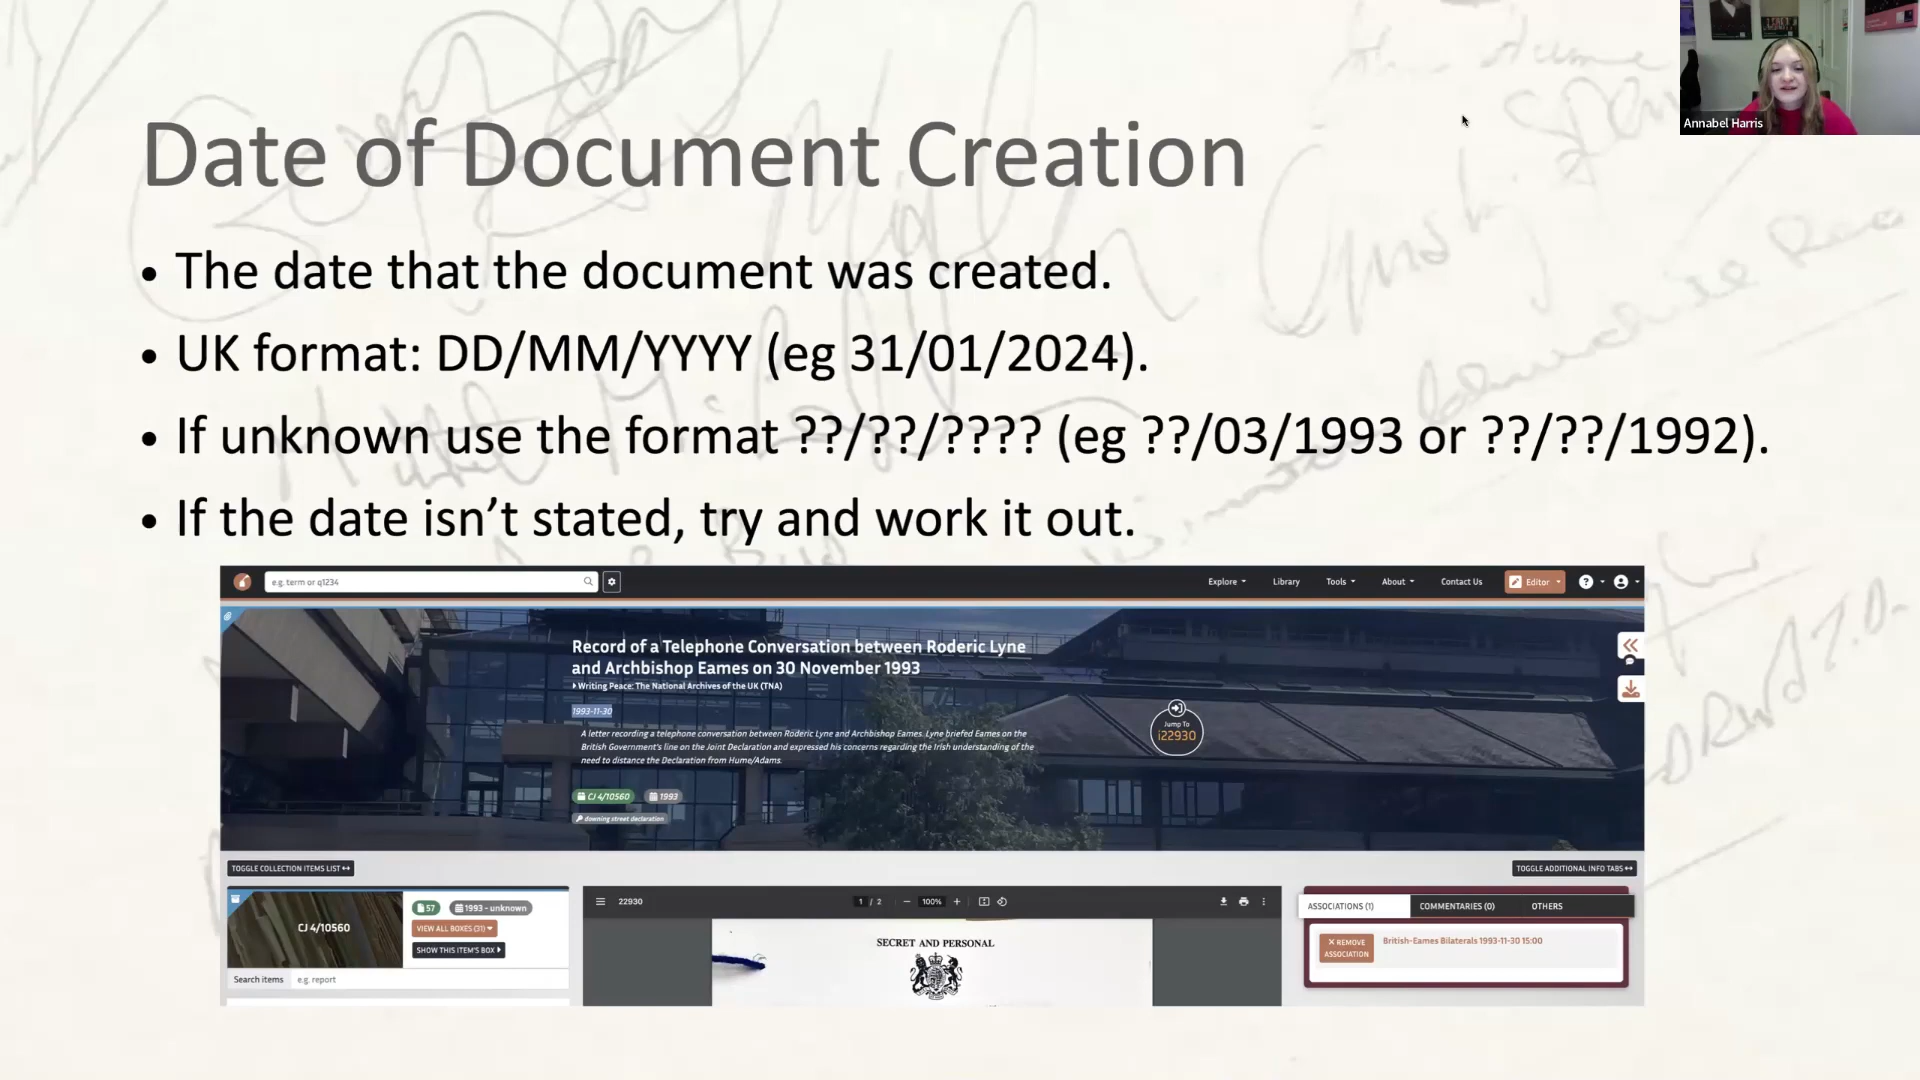 Date of Document Creation
• The date that the document was created.
• UK format: DD/MM/YYYY (eg 31/01/2024).
• If unknown use the format ??/??/???? (eg ??/03/1993 or ??/??/1992).
• If the date isn’t stated, try and work it out.
Annabel Harris
e.g. term or q1234
Explore
Library
Tools
About
Contact Us
Editor
?
Record of a Telephone Conversation between Roderic Lyne
and Archbishop Eames on 30 November 1993
Writing Peace: The National Archives of the UK (TNA)
1993-11-30
A letter recording a telephone conversation between Roderic Lyne and Archbishop Eames. Lyne briefed Eames on the
British Government's line on the Joint Declaration and expressed his concerns regarding the Irish understanding of the
need to distance the Declaration from Hume/Adams.
CJ 4/10560
1993
downing street declaration
Jump To
i22930
TOGGLE COLLECTION ITEMS LIST
TOGGLE ADDITIONAL INFO TABS
CJ 4/10560
57
1993 - unknown
VIEW ALL BOXES (31)
SHOW THIS ITEM'S BOX
Search items
e.g. report
22930
1 / 2
100%
SECRET AND PERSONAL
ASSOCIATIONS (1)
COMMENTARIES (0)
OTHERS
X REMOVE
ASSOCIATION
British-Eames Bilaterals 1993-11-30 15:00